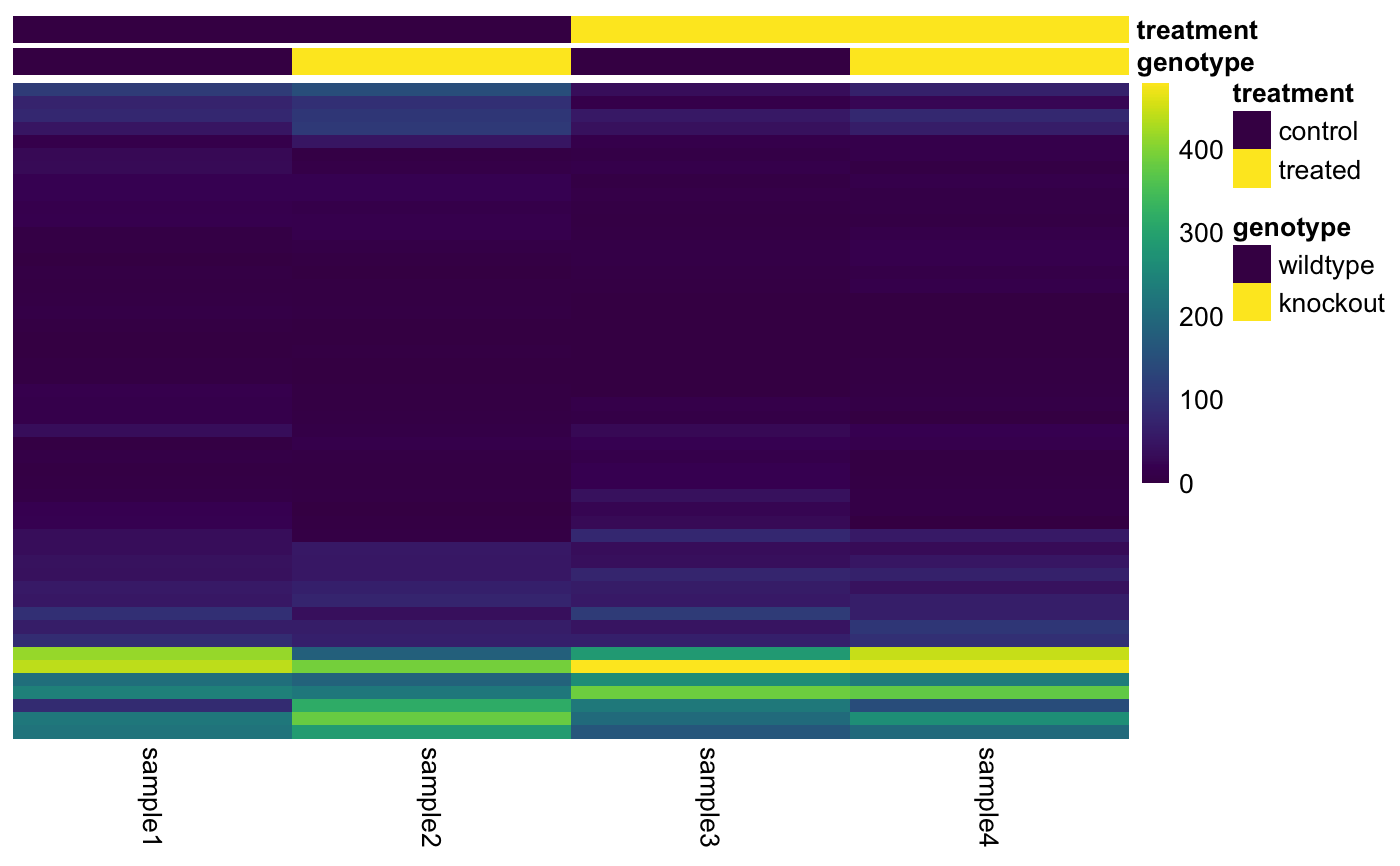 treatment
genotype
treatment
control
treated
genotype
wildtype
knockout
400
300
200
100
0
sample1
sample2
sample3
sample4